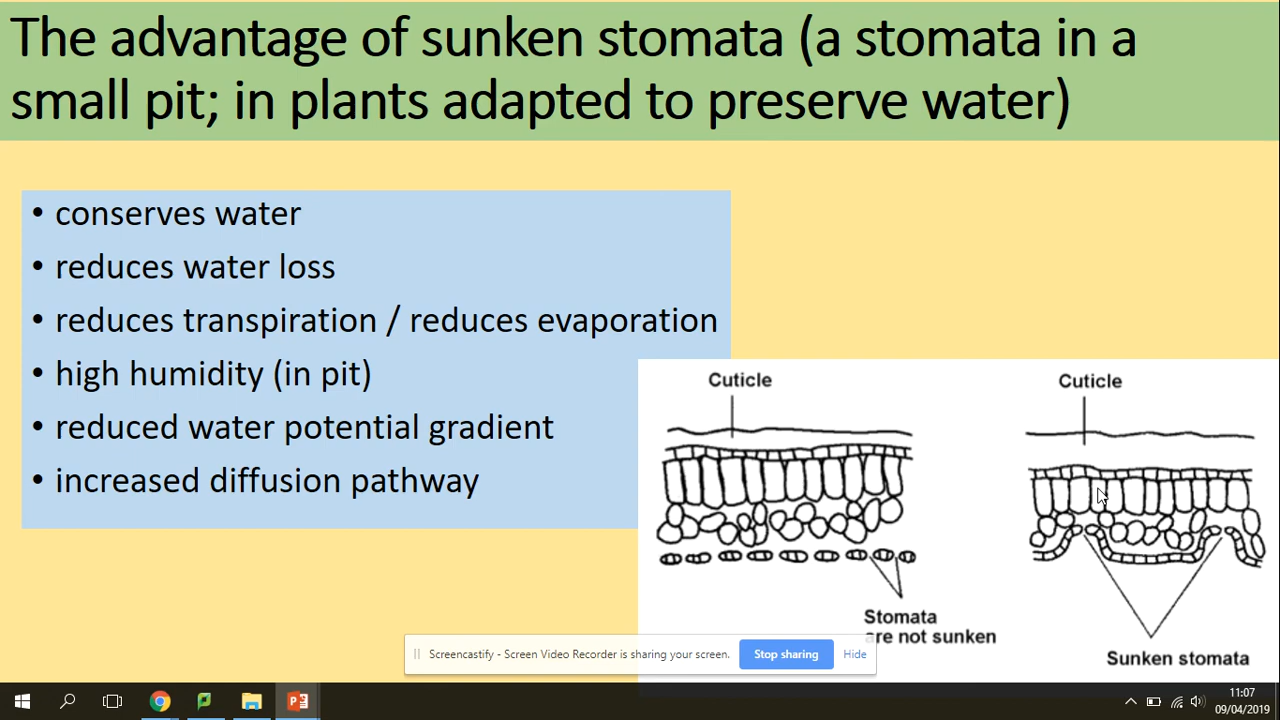 The advantage of sunken stomata (a stomata in a
small pit; in plants adapted to preserve water)
• conserves water
• reduces water loss
• reduces transpiration / reduces evaporation
• high humidity (in pit)
• reduced water potential gradient
• increased diffusion pathway
Cuticle
Cuticle
Stomata
are not sunken
Sunken stomata
Screencastify - Screen Video Recorder is sharing your screen.
Stop sharing
Hide
11:07
09/04/2019